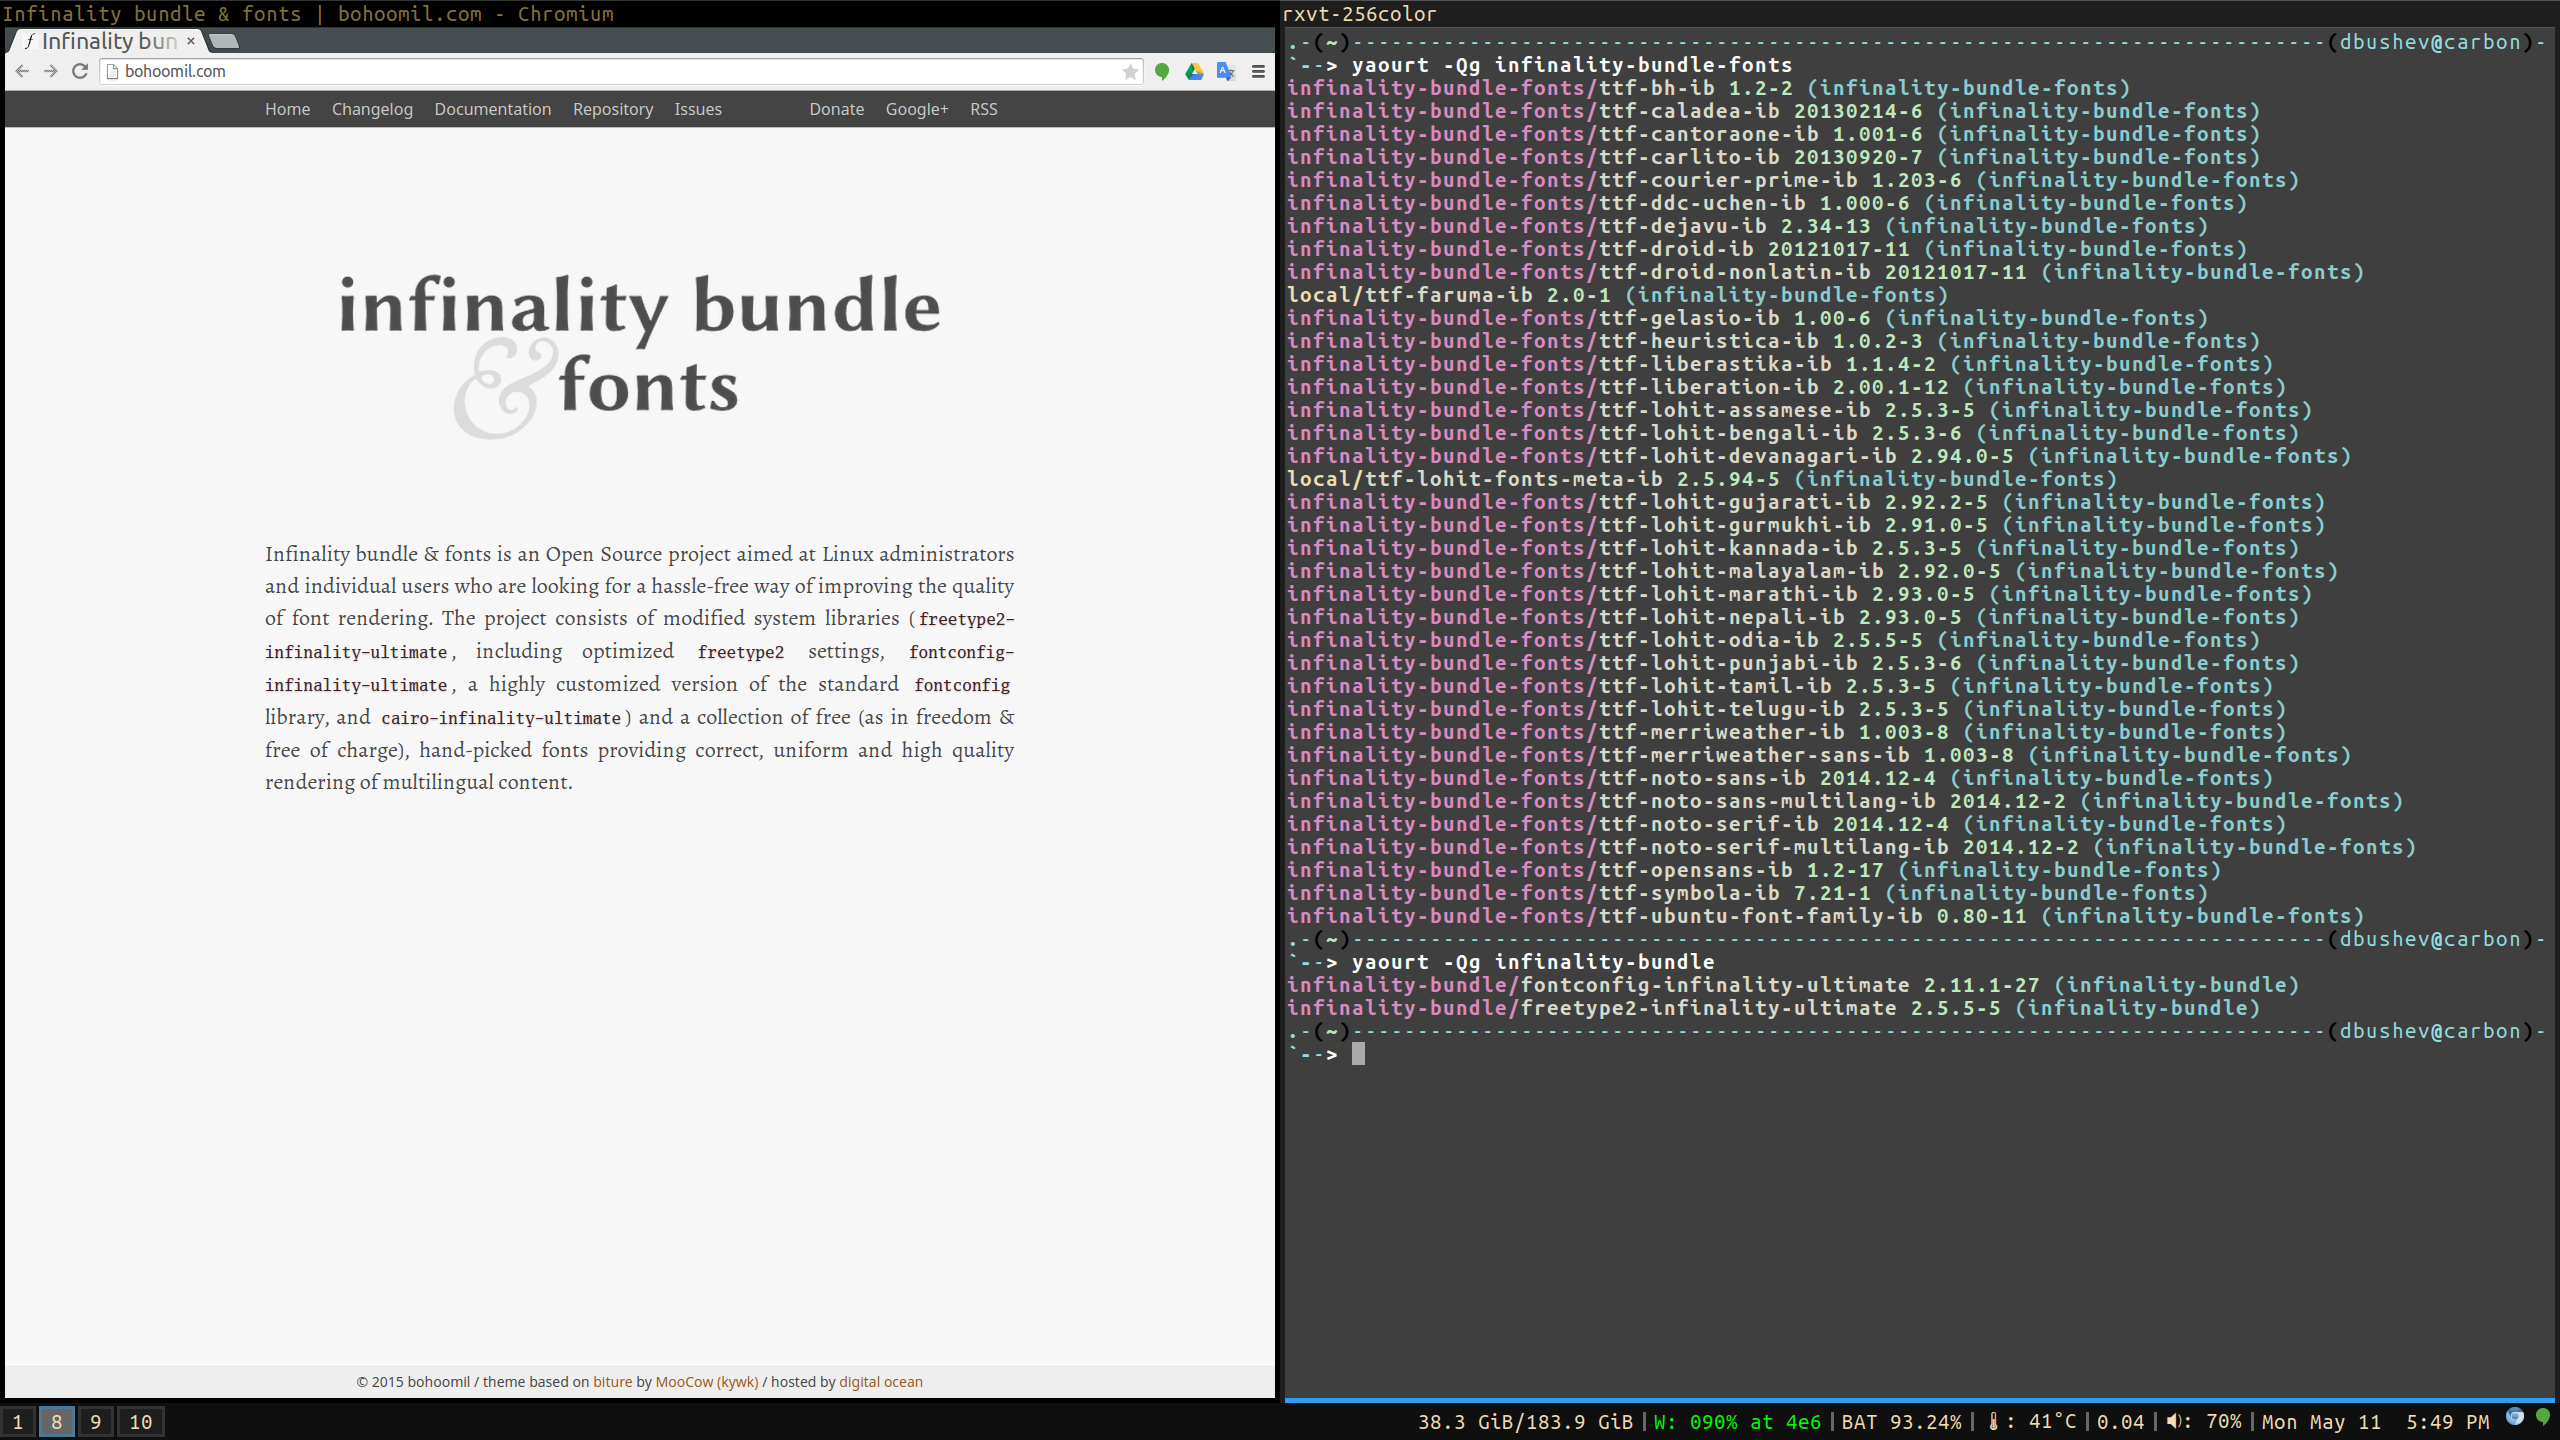 Infinality bundle & fonts | bohoomil.com - Chromium
Infinality bun
bohoomil.com
Home Changelog Documentation Repository Issues Donate Google+ RSS
infinality bundle
& fonts
Infinality bundle & fonts is an Open Source project aimed at Linux administrators
and individual users who are looking for a hassle-free way of improving the quality
of font rendering. The project consists of modified system libraries (freetype2-
infinality-ultimate, including optimized freetype2 settings, fontconfig-
infinality-ultimate, a highly customized version of the standard fontconfig
library, and cairo-infinality-ultimate) and a collection of free (as in freedom &
free of charge), hand-picked fonts providing correct, uniform and high quality
rendering of multilingual content.
© 2015 bohoomil / theme based on biture by MooCow (kywk) / hosted by digital ocean
rxvt-256color
.-(~)---------------------------------------------------------------------------(dbushev@carbon)-
`--> yaourt -Qg infinality-bundle-fonts
infinality-bundle-fonts/ttf-bh-ib 1.2-2 (infinality-bundle-fonts)
infinality-bundle-fonts/ttf-caladea-ib 20130214-6 (infinality-bundle-fonts)
infinality-bundle-fonts/ttf-cantoraone-ib 1.001-6 (infinality-bundle-fonts)
infinality-bundle-fonts/ttf-carlito-ib 20130920-7 (infinality-bundle-fonts)
infinality-bundle-fonts/ttf-courier-prime-ib 1.203-6 (infinality-bundle-fonts)
infinality-bundle-fonts/ttf-ddc-uchen-ib 1.000-6 (infinality-bundle-fonts)
infinality-bundle-fonts/ttf-dejavu-ib 2.34-13 (infinality-bundle-fonts)
infinality-bundle-fonts/ttf-droid-ib 20121017-11 (infinality-bundle-fonts)
infinality-bundle-fonts/ttf-droid-nonlatin-ib 20121017-11 (infinality-bundle-fonts)
local/ttf-faruma-ib 2.0-1 (infinality-bundle-fonts)
infinality-bundle-fonts/ttf-gelasio-ib 1.00-6 (infinality-bundle-fonts)
infinality-bundle-fonts/ttf-heuristica-ib 1.0.2-3 (infinality-bundle-fonts)
infinality-bundle-fonts/ttf-liberastika-ib 1.1.4-2 (infinality-bundle-fonts)
infinality-bundle-fonts/ttf-liberation-ib 2.00.1-12 (infinality-bundle-fonts)
infinality-bundle-fonts/ttf-lohit-assamese-ib 2.5.3-5 (infinality-bundle-fonts)
infinality-bundle-fonts/ttf-lohit-bengali-ib 2.5.3-6 (infinality-bundle-fonts)
infinality-bundle-fonts/ttf-lohit-devanagari-ib 2.94.0-5 (infinality-bundle-fonts)
local/ttf-lohit-fonts-meta-ib 2.5.94-5 (infinality-bundle-fonts)
infinality-bundle-fonts/ttf-lohit-gujarati-ib 2.92.2-5 (infinality-bundle-fonts)
infinality-bundle-fonts/ttf-lohit-gurmukhi-ib 2.91.0-5 (infinality-bundle-fonts)
infinality-bundle-fonts/ttf-lohit-kannada-ib 2.5.3-5 (infinality-bundle-fonts)
infinality-bundle-fonts/ttf-lohit-malayalam-ib 2.92.0-5 (infinality-bundle-fonts)
infinality-bundle-fonts/ttf-lohit-marathi-ib 2.93.0-5 (infinality-bundle-fonts)
infinality-bundle-fonts/ttf-lohit-nepali-ib 2.93.0-5 (infinality-bundle-fonts)
infinality-bundle-fonts/ttf-lohit-odia-ib 2.5.5-5 (infinality-bundle-fonts)
infinality-bundle-fonts/ttf-lohit-punjabi-ib 2.5.3-6 (infinality-bundle-fonts)
infinality-bundle-fonts/ttf-lohit-tamil-ib 2.5.3-5 (infinality-bundle-fonts)
infinality-bundle-fonts/ttf-lohit-telugu-ib 2.5.3-5 (infinality-bundle-fonts)
infinality-bundle-fonts/ttf-merriweather-ib 1.003-8 (infinality-bundle-fonts)
infinality-bundle-fonts/ttf-merriweather-sans-ib 1.003-8 (infinality-bundle-fonts)
infinality-bundle-fonts/ttf-noto-sans-ib 2014.12-4 (infinality-bundle-fonts)
infinality-bundle-fonts/ttf-noto-sans-multilang-ib 2014.12-2 (infinality-bundle-fonts)
infinality-bundle-fonts/ttf-noto-serif-ib 2014.12-4 (infinality-bundle-fonts)
infinality-bundle-fonts/ttf-noto-serif-multilang-ib 2014.12-2 (infinality-bundle-fonts)
infinality-bundle-fonts/ttf-opensans-ib 1.2-17 (infinality-bundle-fonts)
infinality-bundle-fonts/ttf-symbola-ib 7.21-1 (infinality-bundle-fonts)
infinality-bundle-fonts/ttf-ubuntu-font-family-ib 0.80-11 (infinality-bundle-fonts)
.-(~)---------------------------------------------------------------------------(dbushev@carbon)-
`--> yaourt -Qg infinality-bundle
infinality-bundle/fontconfig-infinality-ultimate 2.11.1-27 (infinality-bundle)
infinality-bundle/freetype2-infinality-ultimate 2.5.5-5 (infinality-bundle)
.-(~)---------------------------------------------------------------------------(dbushev@carbon)-
`-->
1 8 9 10 38.3 GiB/183.9 GiB | W: 090% at 4e6 | BAT 93.24% | : 41°C | 0.04 | : 70% | Mon May 11 5:49 PM